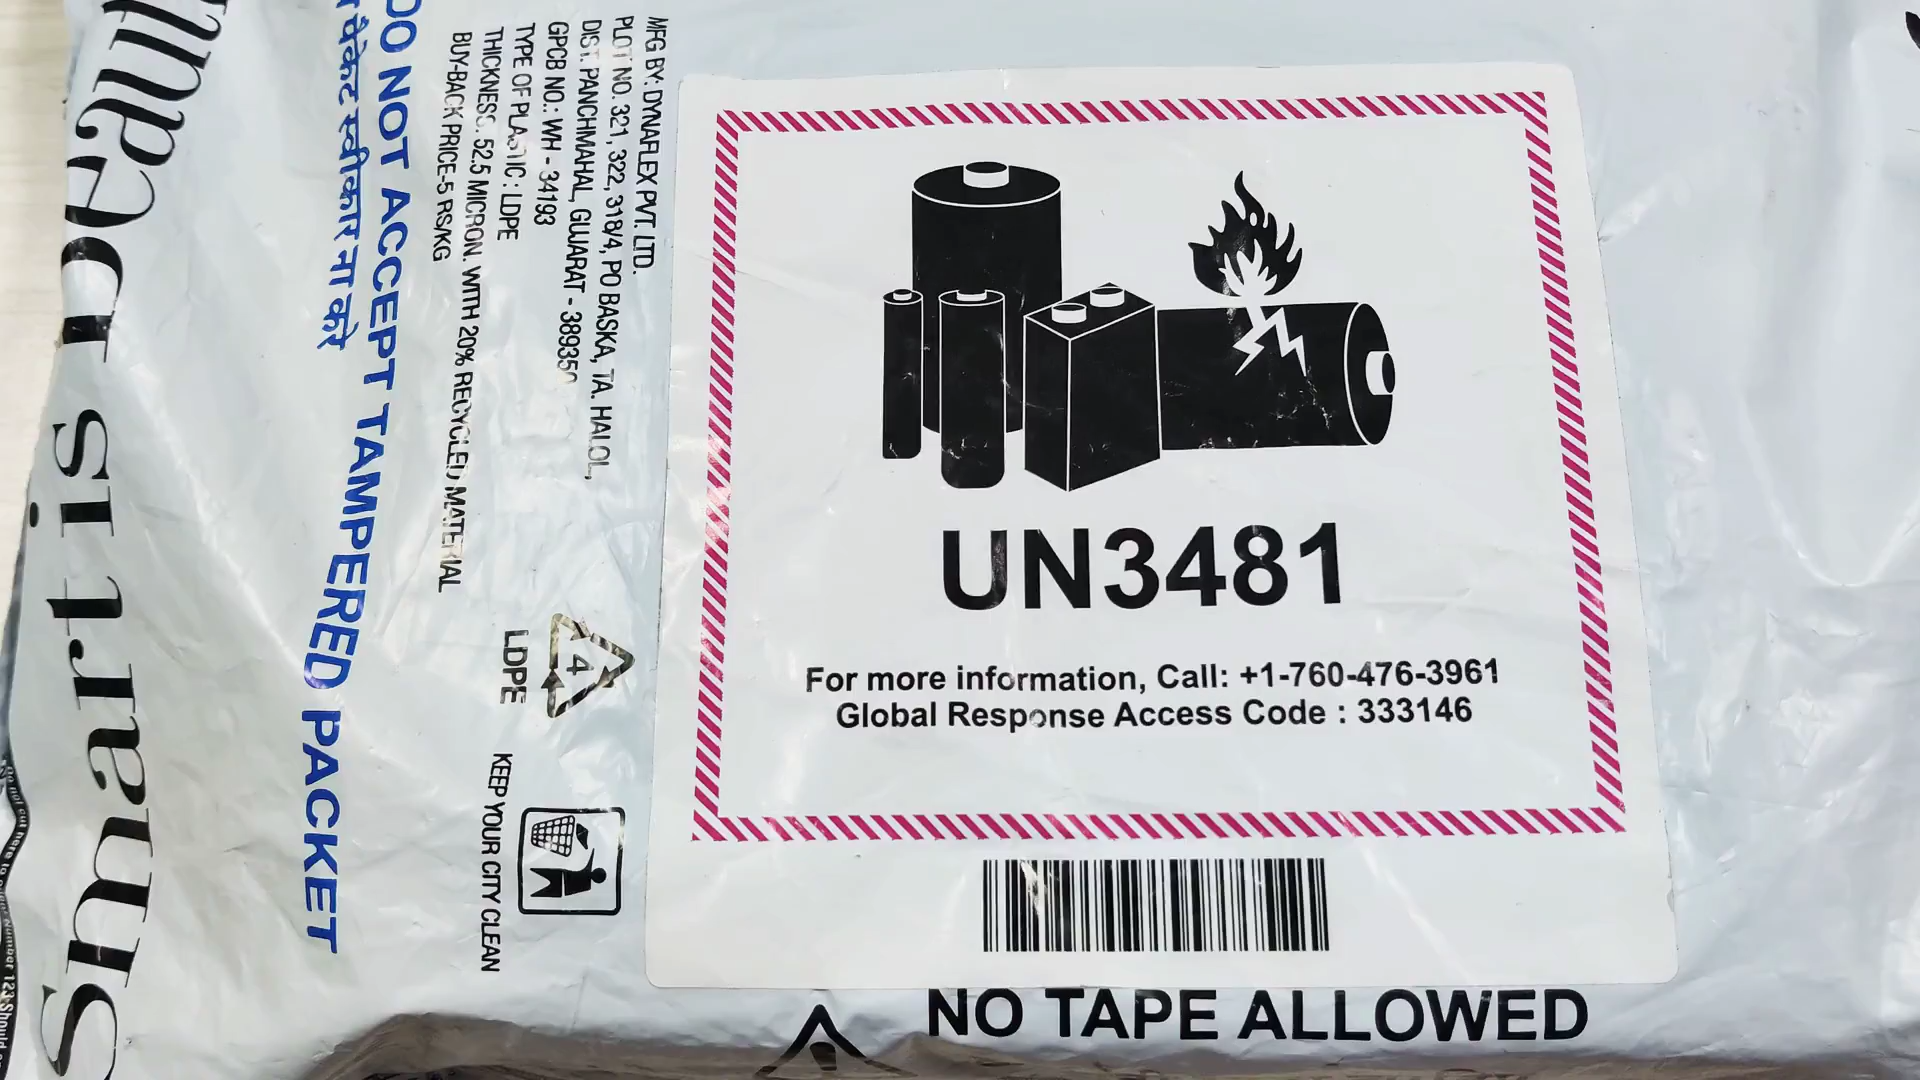 Smart is Beauti
DO NOT ACCEPT TAMPERED PACKET
पैकेट स्वीकार ना करे
MFG BY: DYNAFLEX PVT. LTD.
PLOT NO. 321, 322, 318/4, PO BASKA, TA. HALOL,
DIST. PANCHMAHAL, GUJARAT - 389350
GPCB NO.: WH - 34193
TYPE OF PLASTIC : LDPE
THICKNESS. 52.5 MICRON. WITH 20% RECYCLED MATERIAL
BUY-BACK PRICE-5 RS/KG
4
LDPE
KEEP YOUR CITY CLEAN
UN3481
For more information, Call: +1-760-476-3961
Global Response Access Code : 333146
NO TAPE ALLOWED